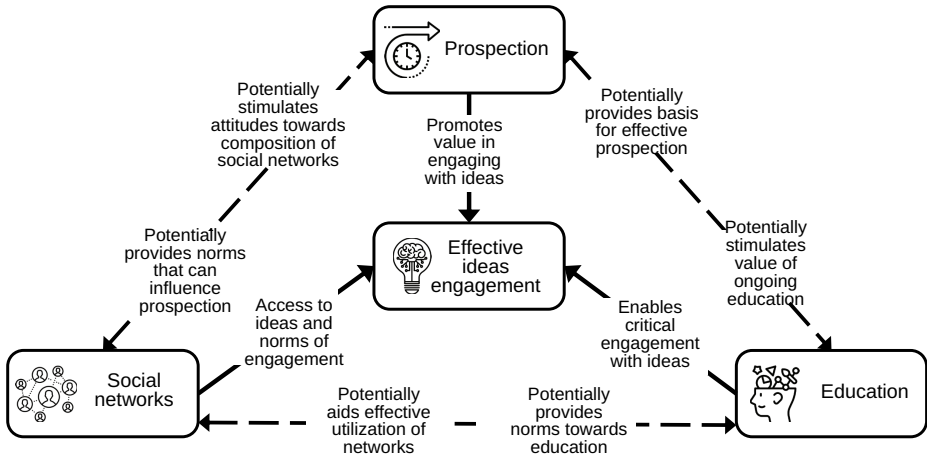 Prospection
Potentially
stimulates
attitudes towards
composition of
social networks
Promotes
value in
engaging
with ideas
Potentially
provides basis
for effective
prospection
Potentially
provides norms
that can
influence
prospection
Effective
ideas
engagement
Potentially
stimulates
value of
ongoing
education
Access to
ideas and
norms of
engagement
Enables
critical
engagement
with ideas
Social
networks
Education
Potentially
aids effective
utilization of
networks
Potentially
provides
norms towards
education